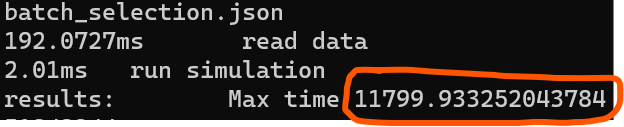 batch_selection.json
192.0727ms read data
2.01ms run simulation
results: Max time 11799.933252043784